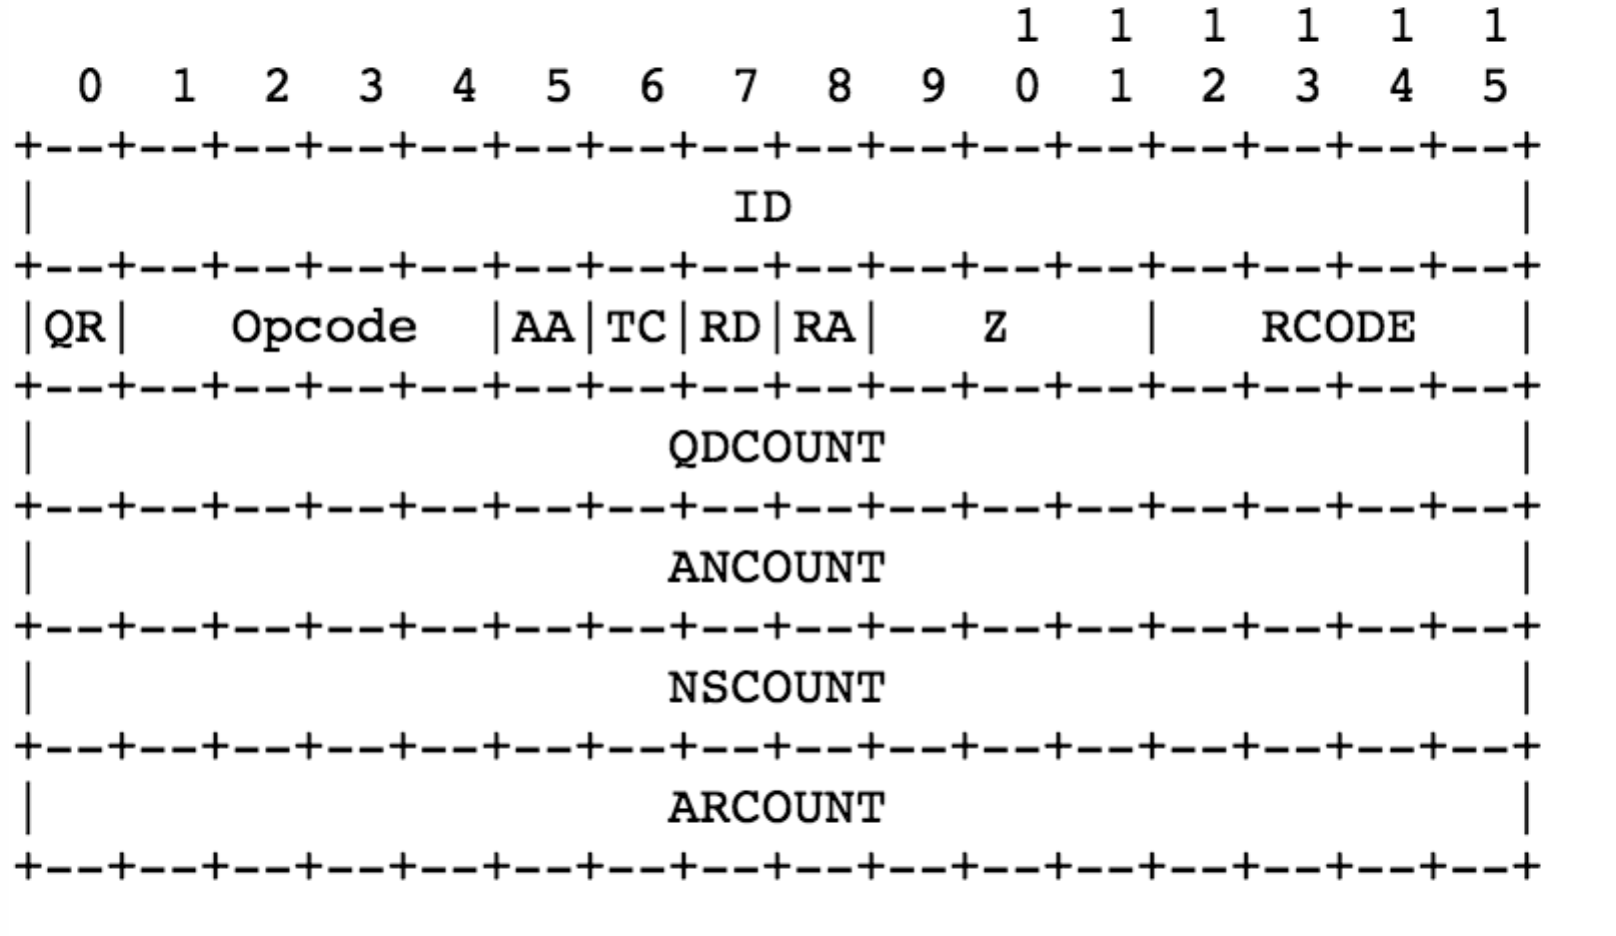 1  1  1  1  1  1
  0  1  2  3  4  5  6  7  8  9  0  1  2  3  4  5
+--+--+--+--+--+--+--+--+--+--+--+--+--+--+--+--+
|                      ID                       |
+--+--+--+--+--+--+--+--+--+--+--+--+--+--+--+--+
|QR|   Opcode  |AA|TC|RD|RA|   Z    |   RCODE   |
+--+--+--+--+--+--+--+--+--+--+--+--+--+--+--+--+
|                    QDCOUNT                    |
+--+--+--+--+--+--+--+--+--+--+--+--+--+--+--+--+
|                    ANCOUNT                    |
+--+--+--+--+--+--+--+--+--+--+--+--+--+--+--+--+
|                    NSCOUNT                    |
+--+--+--+--+--+--+--+--+--+--+--+--+--+--+--+--+
|                    ARCOUNT                    |
+--+--+--+--+--+--+--+--+--+--+--+--+--+--+--+--+